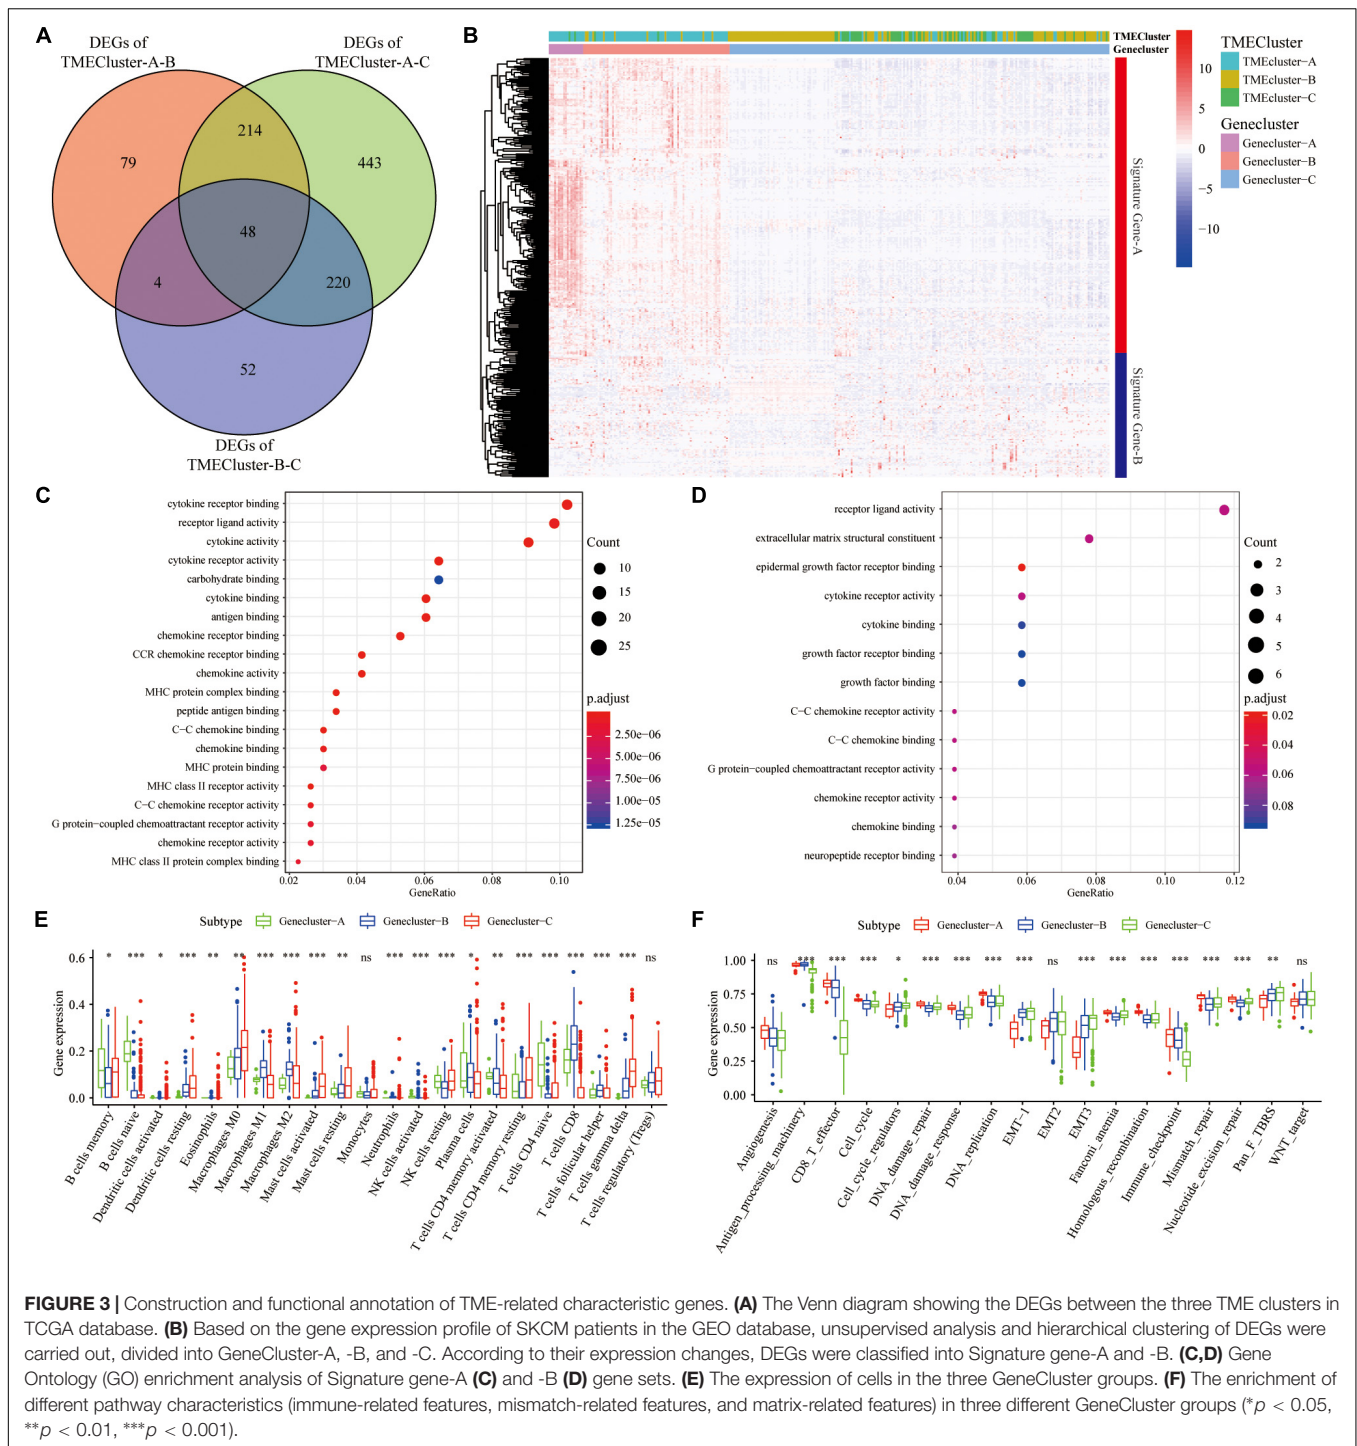 A
DEGs of
TMECluster-A-B
DEGs of
TMECluster-A-C
79
214
443
48
4
220
52
DEGs of
TMECluster-B-C
B
TMECluster
Genecluster
Signature Gene-A
Signature Gene-B
10
5
0
−5
−10
TMECluster
TMEcluster−A
TMEcluster−B
TMEcluster−C
Genecluster
Genecluster−A
Genecluster−B
Genecluster−C
C
cytokine receptor binding
receptor ligand activity
cytokine activity
cytokine receptor activity
carbohydrate binding
cytokine binding
antigen binding
chemokine receptor binding
CCR chemokine receptor binding
chemokine activity
MHC protein complex binding
peptide antigen binding
C−C chemokine binding
chemokine binding
MHC protein binding
MHC class II receptor activity
C−C chemokine receptor activity
G protein−coupled chemoattractant receptor activity
chemokine receptor activity
MHC class II protein complex binding
0.02 0.04 0.06 0.08 0.10
GeneRatio
Count
10
15
20
25
p.adjust
2.50e−06
5.00e−06
7.50e−06
1.00e−05
1.25e−05
D
receptor ligand activity
extracellular matrix structural constituent
epidermal growth factor receptor binding
cytokine receptor activity
cytokine binding
growth factor receptor binding
growth factor binding
C−C chemokine receptor activity
C−C chemokine binding
G protein-coupled chemoattractant receptor activity
chemokine receptor activity
chemokine binding
neuropeptide receptor binding
0.04 0.06 0.08 0.10 0.12
GeneRatio
Count
2
3
4
5
6
p.adjust
0.02
0.04
0.06
0.08
E
Subtype Genecluster−A Genecluster−B Genecluster−C
* *** * *** ** ** *** *** *** ** ns *** *** *** * ** *** *** *** *** *** ns
Gene expression
0.6
0.4
0.2
0.0
B cells memory
B cells naive
Dendritic cells activated
Dendritic cells resting
Eosinophils
Macrophages M0
Macrophages M1
Macrophages M2
Mast cells activated
Mast cells resting
Monocytes
Neutrophils
NK cells activated
NK cells resting
Plasma cells
T cells CD4 memory activated
T cells CD4 memory resting
T cells CD4 naive
T cells CD8
T cells follicular helper
T cells gamma delta
T cells regulatory (Tregs)
F
Subtype Genecluster−A Genecluster−B Genecluster−C
ns *** *** *** * *** *** *** *** ns *** *** *** *** *** *** ** ns
Gene expression
1.00
0.75
0.50
0.25
0.00
Angiogenesis
Antigen_processing_machinery
CD8_T_effector
Cell_cycle
Cell_cycle_regulators
DNA_damage_repair
DNA_damage_response
DNA_replication
EMT−1
EMT2
EMT3
Fanconi_anemia
Homologous_recombination
Immune_checkpoint
Mismatch_repair
Nucleotide_excision_repair
Pan_F_TBRS
WNT_target
FIGURE 3 | Construction and functional annotation of TME-related characteristic genes. (A) The Venn diagram showing the DEGs between the three TME clusters in
TCGA database. (B) Based on the gene expression profile of SKCM patients in the GEO database, unsupervised analysis and hierarchical clustering of DEGs were
carried out, divided into GeneCluster-A, -B, and -C. According to their expression changes, DEGs were classified into Signature gene-A and -B. (C,D) Gene
Ontology (GO) enrichment analysis of Signature gene-A (C) and -B (D) gene sets. (E) The expression of cells in the three GeneCluster groups. (F) The enrichment of
different pathway characteristics (immune-related features, mismatch-related features, and matrix-related features) in three different GeneCluster groups (*p < 0.05,
**p < 0.01, ***p < 0.001).